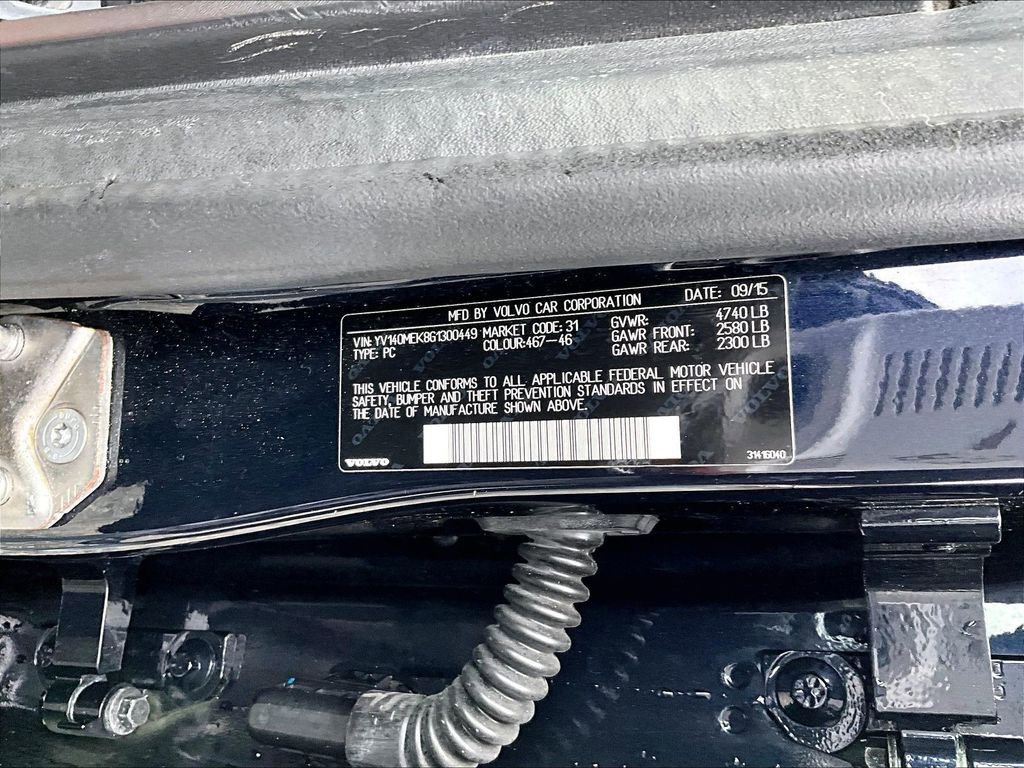 MFD BY VOLVO CAR CORPORATION DATE: 09/15
VIN: YV140MEK8G1300449 MARKET CODE: 31 GVWR: 4740 LB
TYPE: PC COLOUR:467-46 GAWR FRONT: 2580 LB
GAWR REAR: 2300 LB
THIS VEHICLE CONFORMS TO ALL APPLICABLE FEDERAL MOTOR VEHICLE
SAFETY, BUMPER AND THEFT PREVENTION STANDARDS IN EFFECT ON
THE DATE OF MANUFACTURE SHOWN ABOVE.
VOLVO 31416040